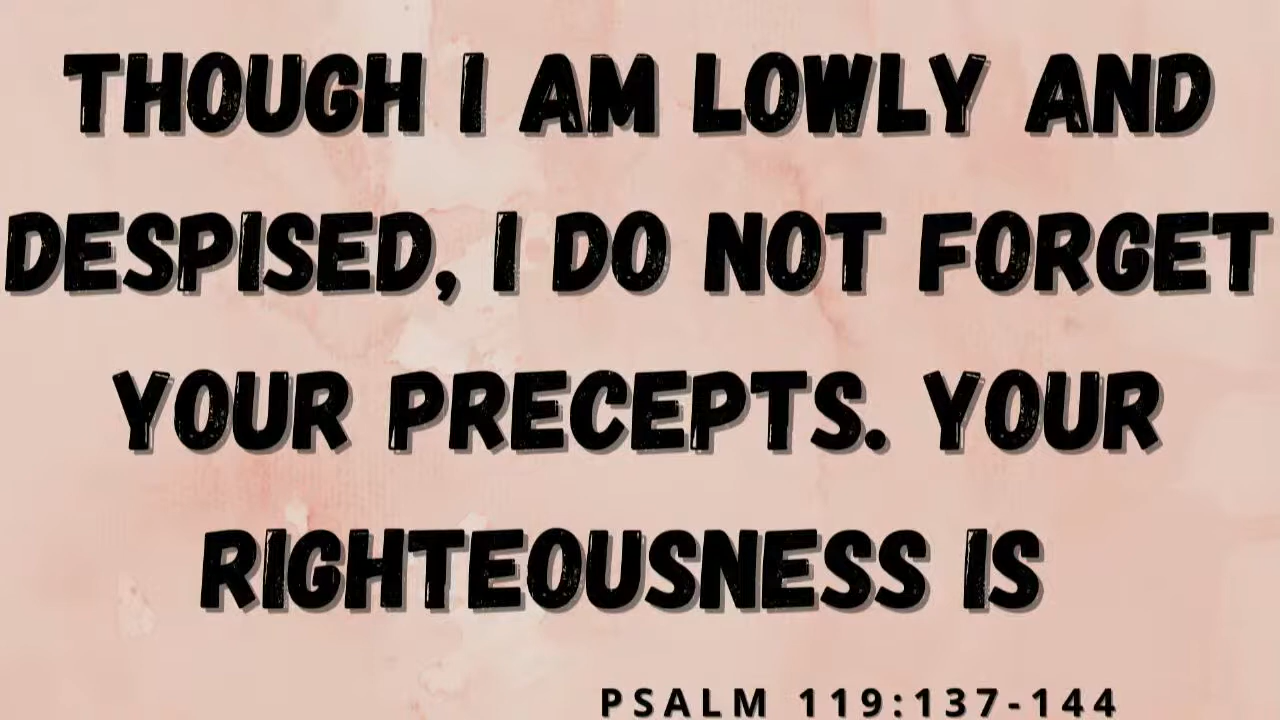 THOUGH I AM LOWLY AND
DESPISED, I DO NOT FORGET
YOUR PRECEPTS. YOUR
RIGHTEOUSNESS IS
PSALM 119:137-144